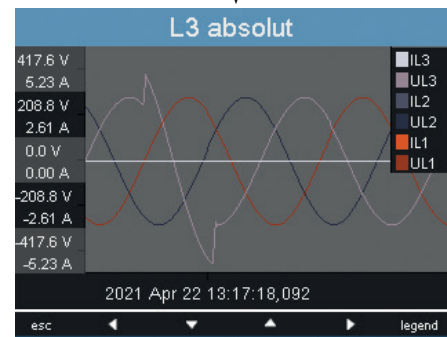 L3 absolut
417.6 V
5.23 A
208.8 V
2.61 A
0.0 V
0.00 A
-208.8 V
-2.61 A
-417.6 V
-5.23 A
IL3
UL3
IL2
UL2
IL1
UL1
2021 Apr 22 13:17:18,092
esc
legend